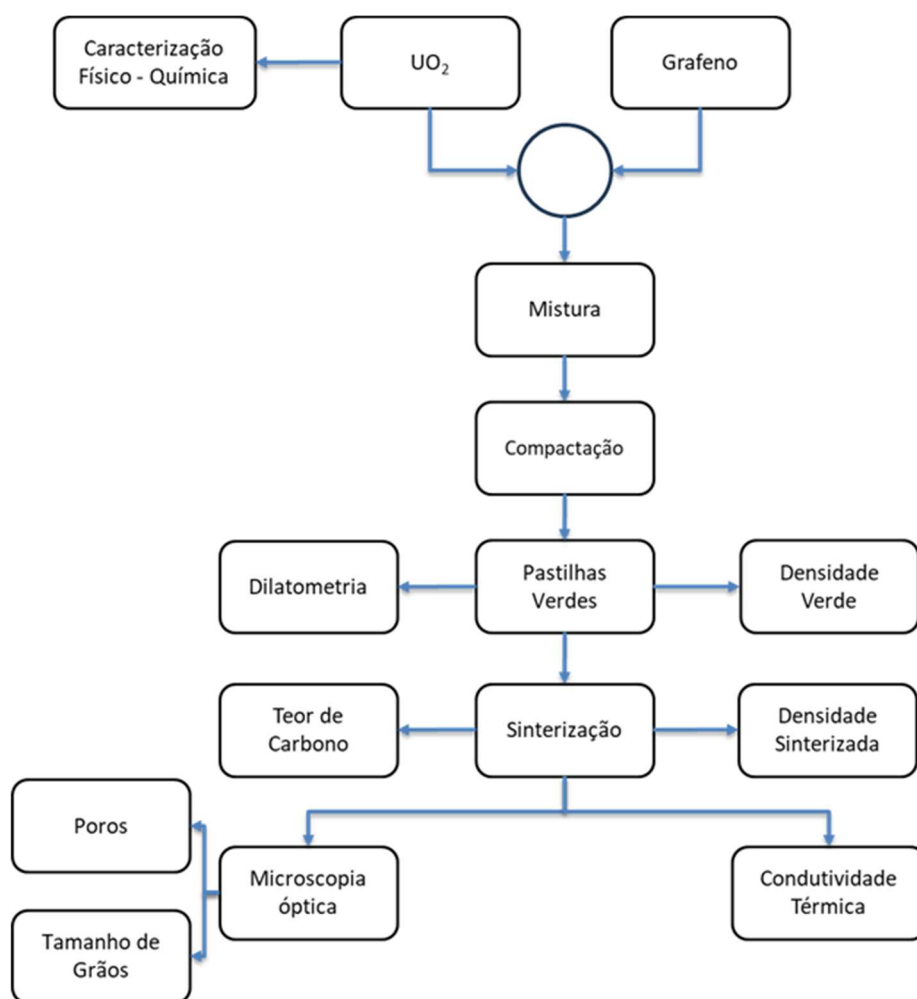 Caracterização
Físico - Química
UO₂
Grafeno
Mistura
Compactação
Dilatometria
Pastilhas
Verdes
Densidade
Verde
Teor de
Carbono
Sinterização
Densidade
Sinterizada
Poros
Tamanho de
Grãos
Microscopia
óptica
Condutividade
Térmica